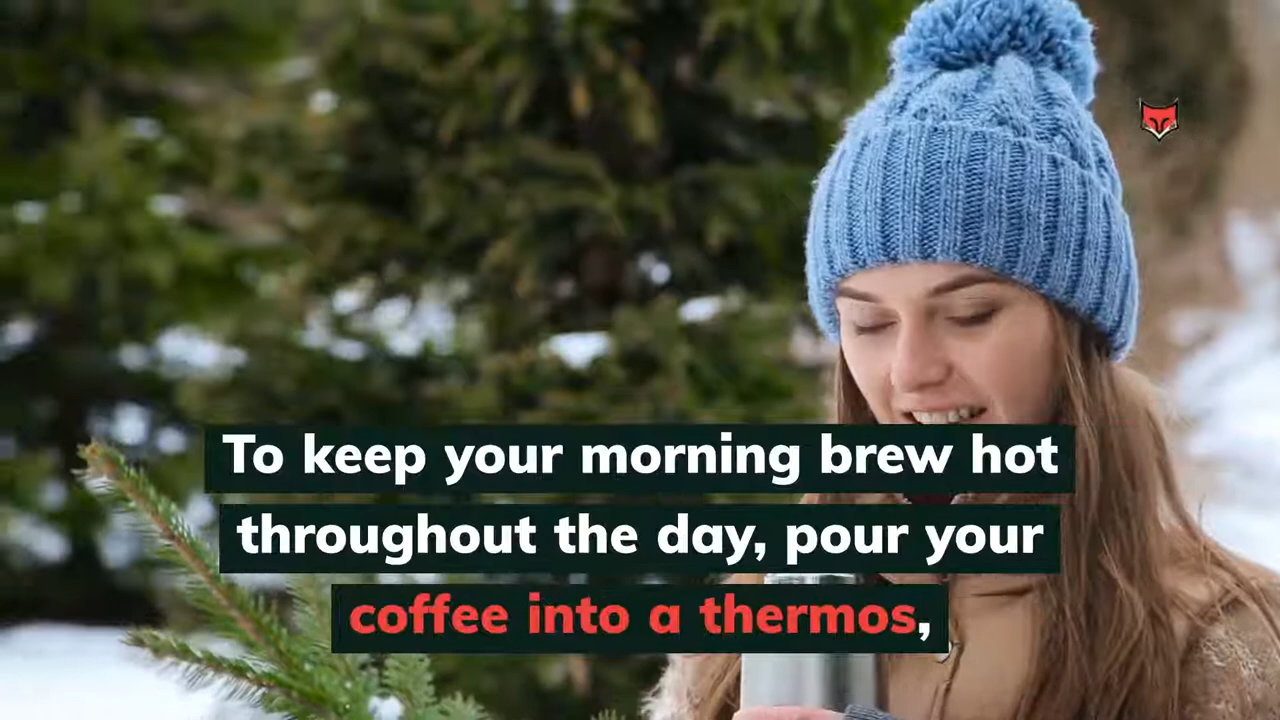 To keep your morning brew hot
throughout the day, pour your
coffee into a thermos,